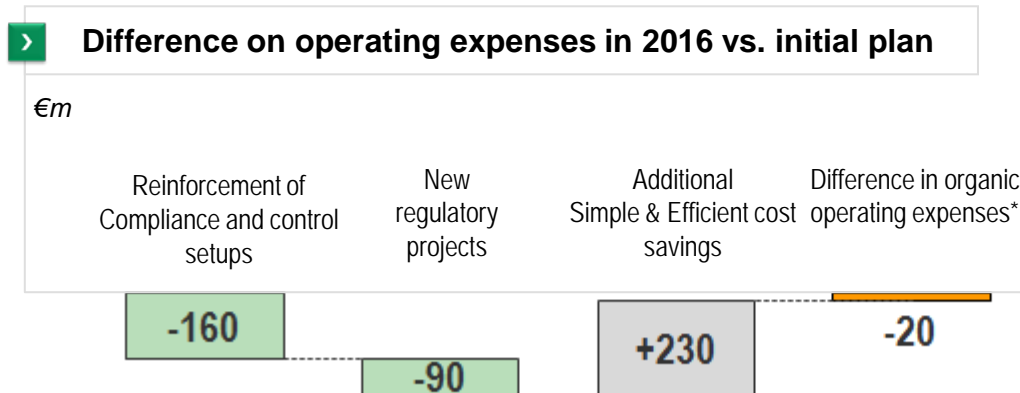 Difference on operating expenses in 2016 vs. initial plan
€m
Reinforcement of
Compliance and control
setups
New
regulatory
projects
Additional
Simple & Efficient cost
savings
Difference in organic
operating expenses*
-160
-90
+230
-20